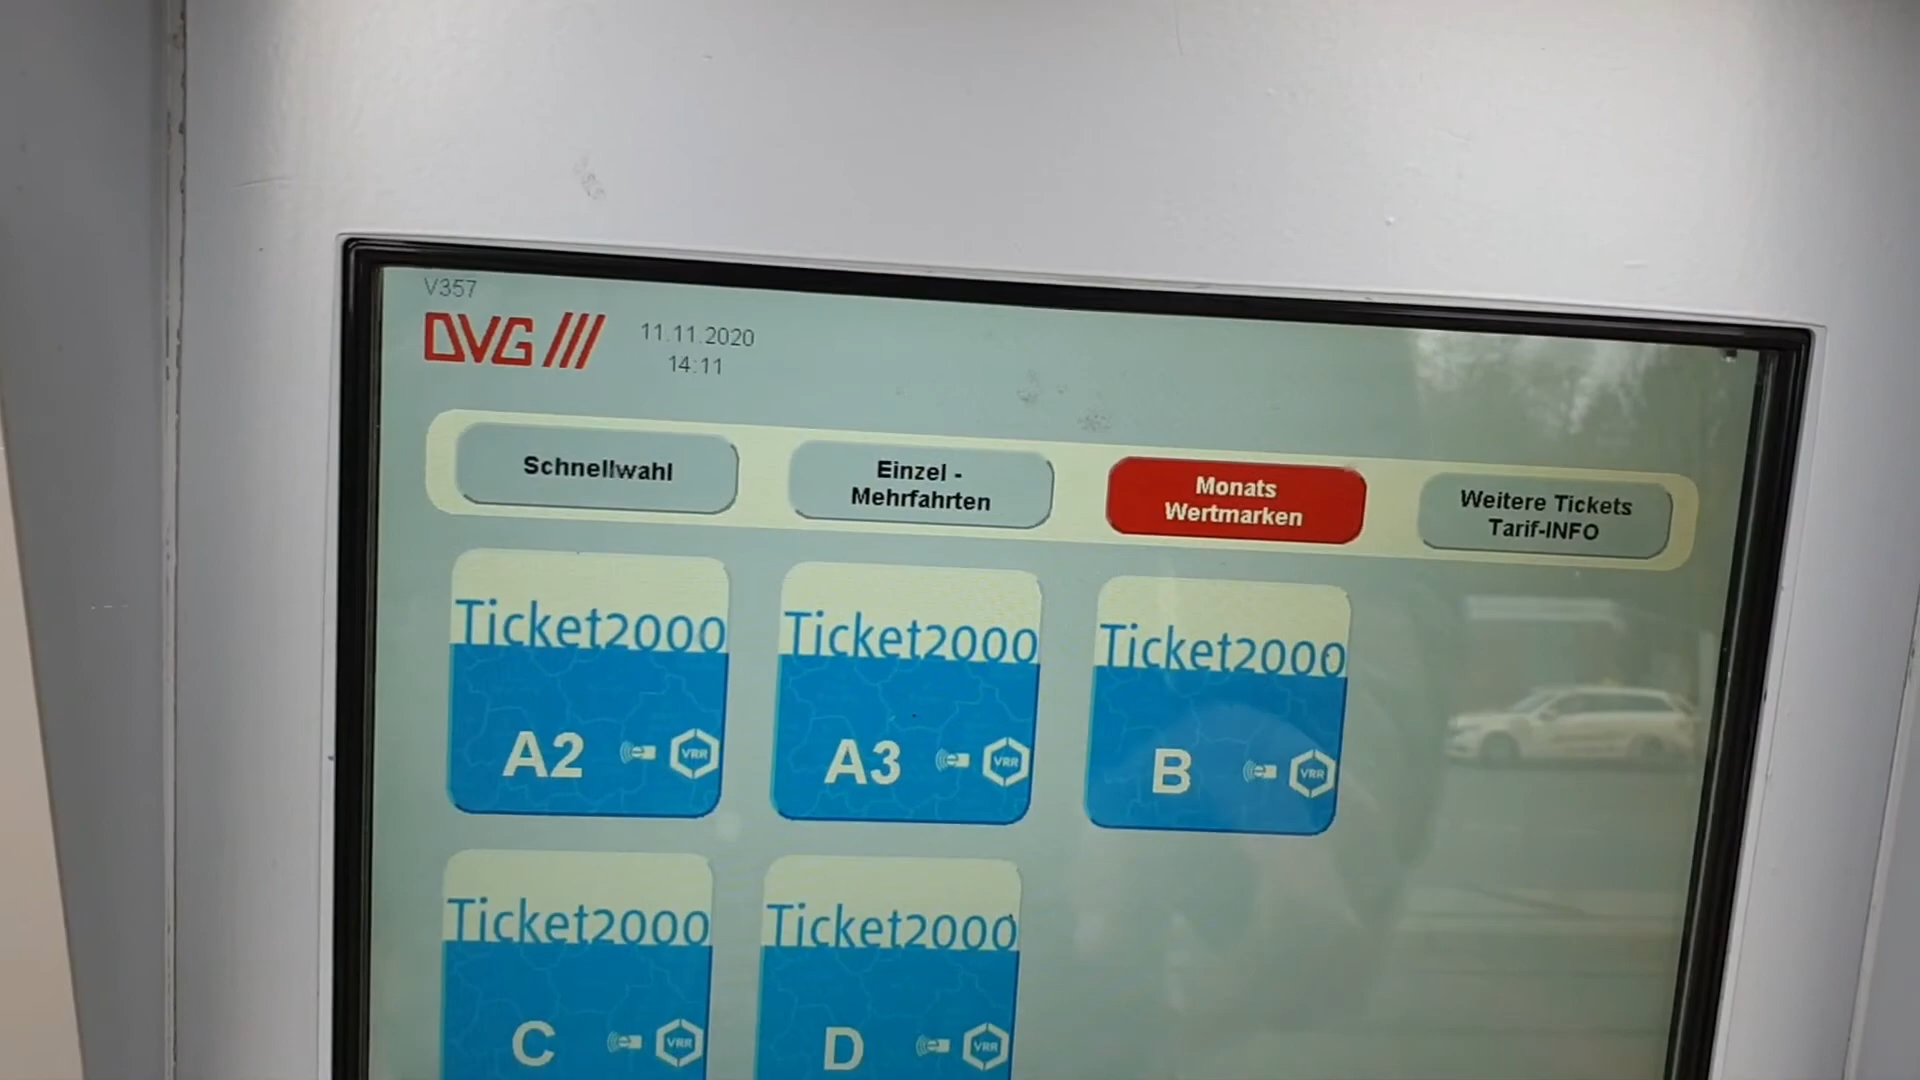 V357
DVG
11.11.2020
14:11
Schnellwahl
Einzel -
Mehrfahrten
Monats
Wertmarken
Weitere Tickets
Tarif-INFO
Ticket2000
A2
VRR
Ticket2000
A3
VRR
Ticket2000
B
VRR
Ticket2000
C
VRR
Ticket2000
D
VRR